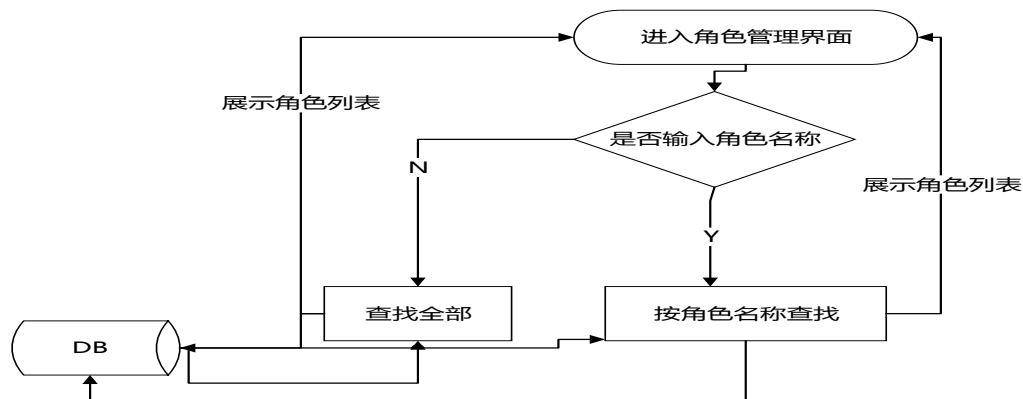 进入角色管理界面
展示角色列表
是否输入角色名称
N
展示角色列表
Y
查找全部
按角色名称查找
DB